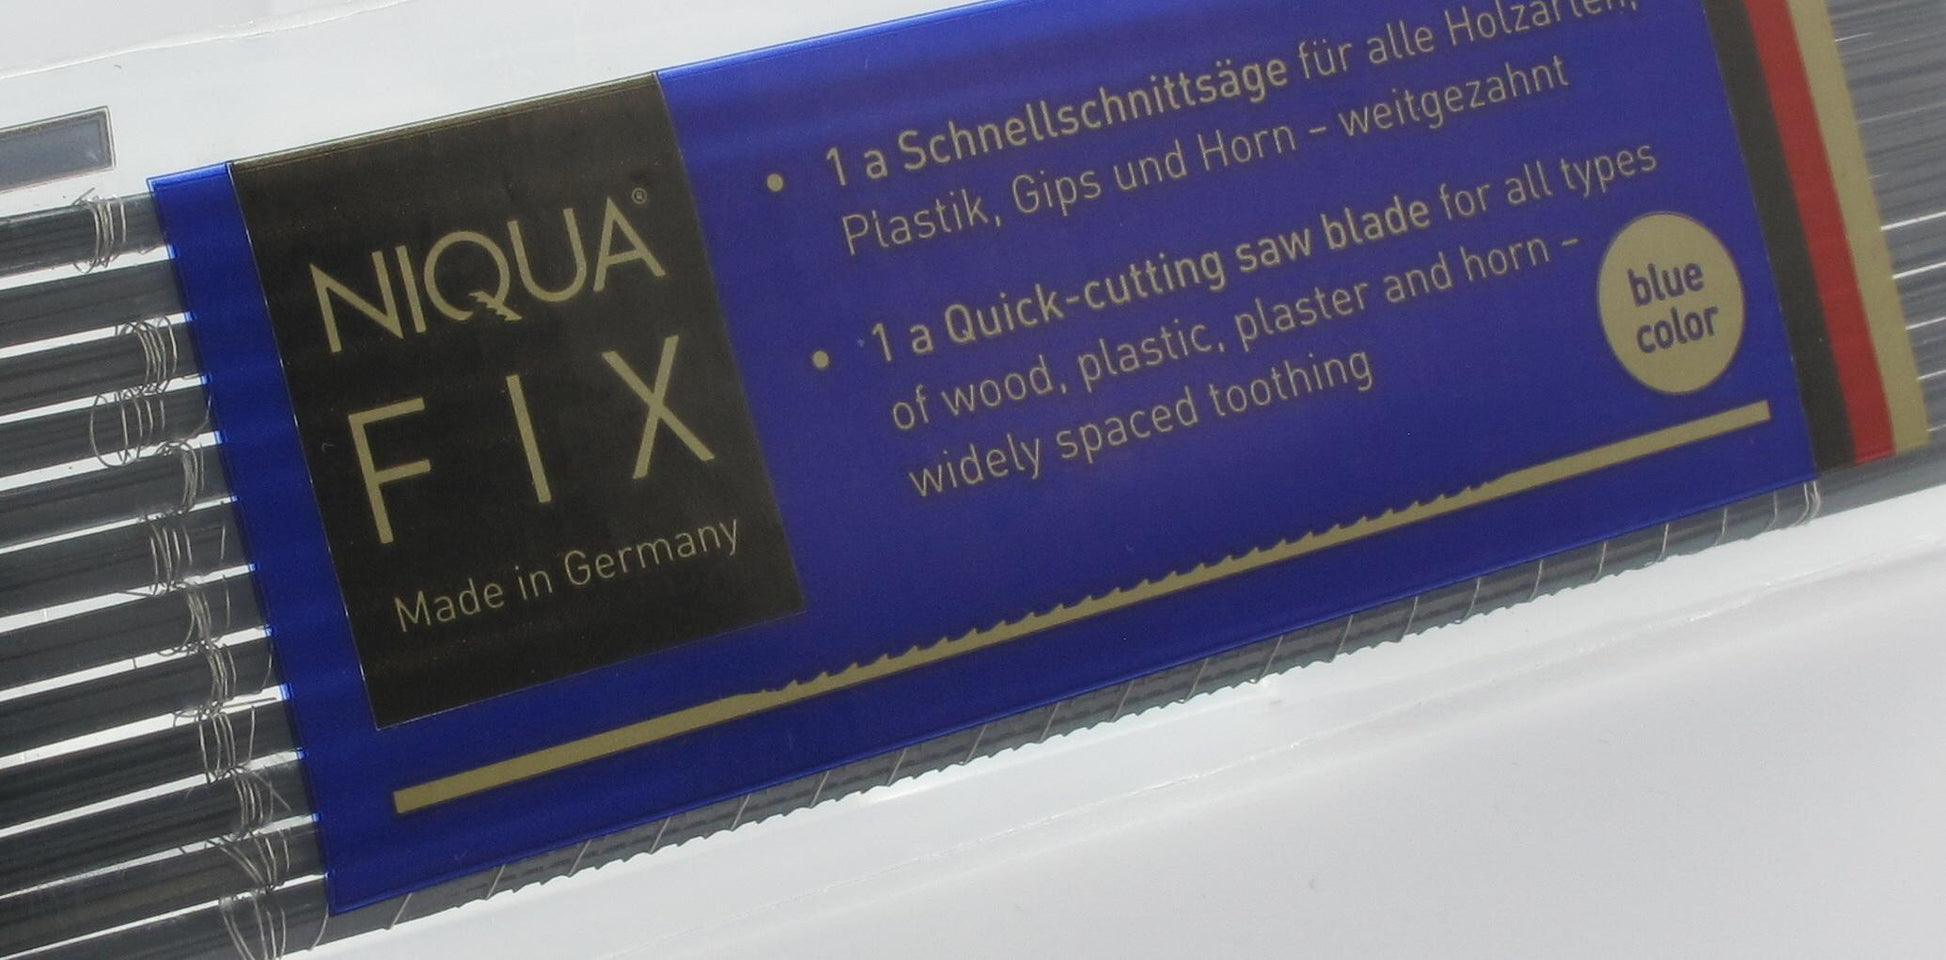 NIQUA®
FIX
Made in Germany
• 1 a Schnellschnittsäge für alle Holzarten,
Plastik, Gips und Horn – weitgezahnt
• 1 a Quick-cutting saw blade for all types
of wood, plastic, plaster and horn –
widely spaced toothing
blue
color